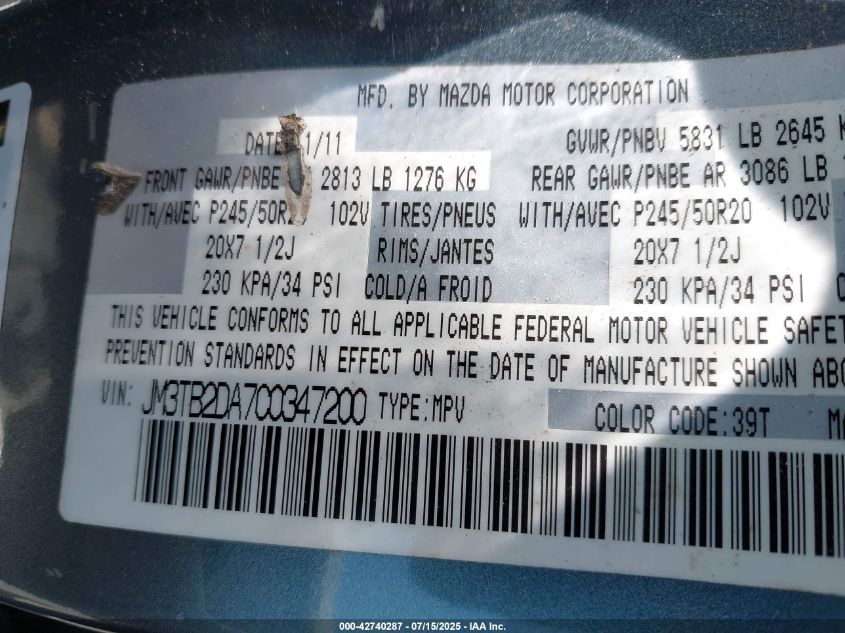 MFD. BY MAZDA MOTOR CORPORATION
DATE 1/11 GVWR/PNBV 5831 LB 2645
FRONT GAWR/PNBE 2813 LB 1276 KG REAR GAWR/PNBE AR 3086 LB
WITH/AVEC P245/50R20 102V TIRES/PNEUS WITH/AVEC P245/50R20 102V
20X7 1/2J RIMS/JANTES 20X7 1/2J
230 KPA/34 PSI COLD/A FROID 230 KPA/34 PSI
THIS VEHICLE CONFORMS TO ALL APPLICABLE FEDERAL MOTOR VEHICLE SAFET
PREVENTION STANDARDS IN EFFECT ON THE DATE OF MANUFACTURE SHOWN ABO
VIN: JM3TB2DA7C0347200 TYPE:MPV COLOR CODE:39T
000-42740287 - 07/15/2025 - IAA Inc.